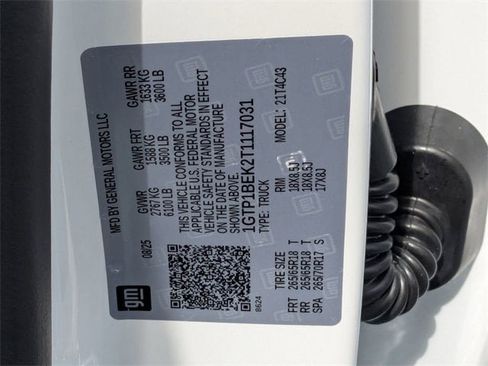 MFD BY GENERAL MOTORS LLC
08/25 GVWR GAWR FRT GAWR RR
2767 KG 1588 KG 1633 KG
6100 LB 3500 LB 3600 LB
THIS VEHICLE CONFORMS TO ALL
APPLICABLE U.S. FEDERAL MOTOR
VEHICLE SAFETY STANDARDS IN EFFECT
ON THE DATE OF MANUFACTURE
SHOWN ABOVE.
1GTP1BEK2T1117031
TYPE: TRUCK MODEL: 21T4C43
TIRE SIZE RIM
FRT 265/65R18 T 18X8.5J
RR 265/65R18 T 18X8.5J
SPA 265/70R17 S 17X8J
gm
8624